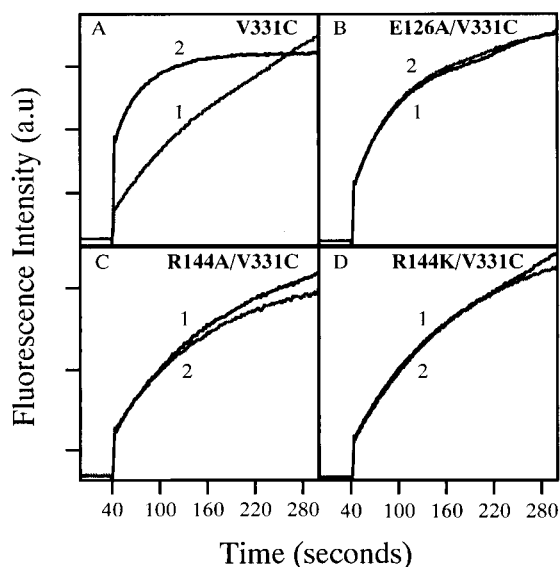 A V331C
2
1
B E126A/V331C
2
1
C R144A/V331C
1
2
D R144K/V331C
1
2
Fluorescence Intensity (a.u)
40 100 160 220 280 40 100 160 220 280
Time (seconds)